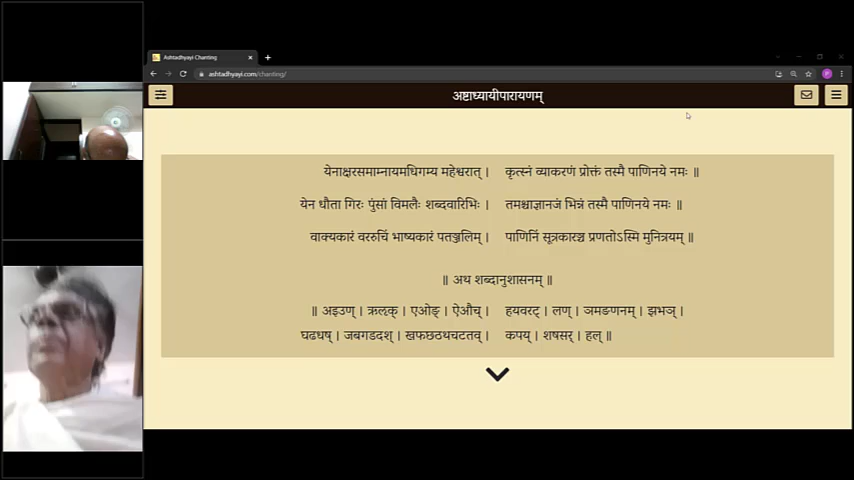 Ashtadhyayi Chanting
ashtadhyayi.com/chanting/
अष्टाध्यायीपारायणम्
येनाक्षरसमाम्नायमधिगम्य महेश्वरात् । कृत्स्नं व्याकरणं प्रोक्तं तस्मै पाणिनये नमः ॥
येन धौता गिरः पुंसां विमलैः शब्दवारिभिः । तमश्चाज्ञानजं भिन्नं तस्मै पाणिनये नमः ॥
वाक्यकारं वररुचिं भाष्यकारं पतञ्जलिम् । पाणिनिं सूत्रकारञ्च प्रणतोऽस्मि मुनित्रयम् ॥
॥ अथ शब्दानुशासनम् ॥
॥ अइउण् । ऋलृक् । एओङ् । ऐऔच् । हयवरट् । लण् । ञमङणनम् । झभञ् ।
घढधष् । जबगडदश् । खफछठथचटतव् । कपय् । शषसर् । हल् ॥